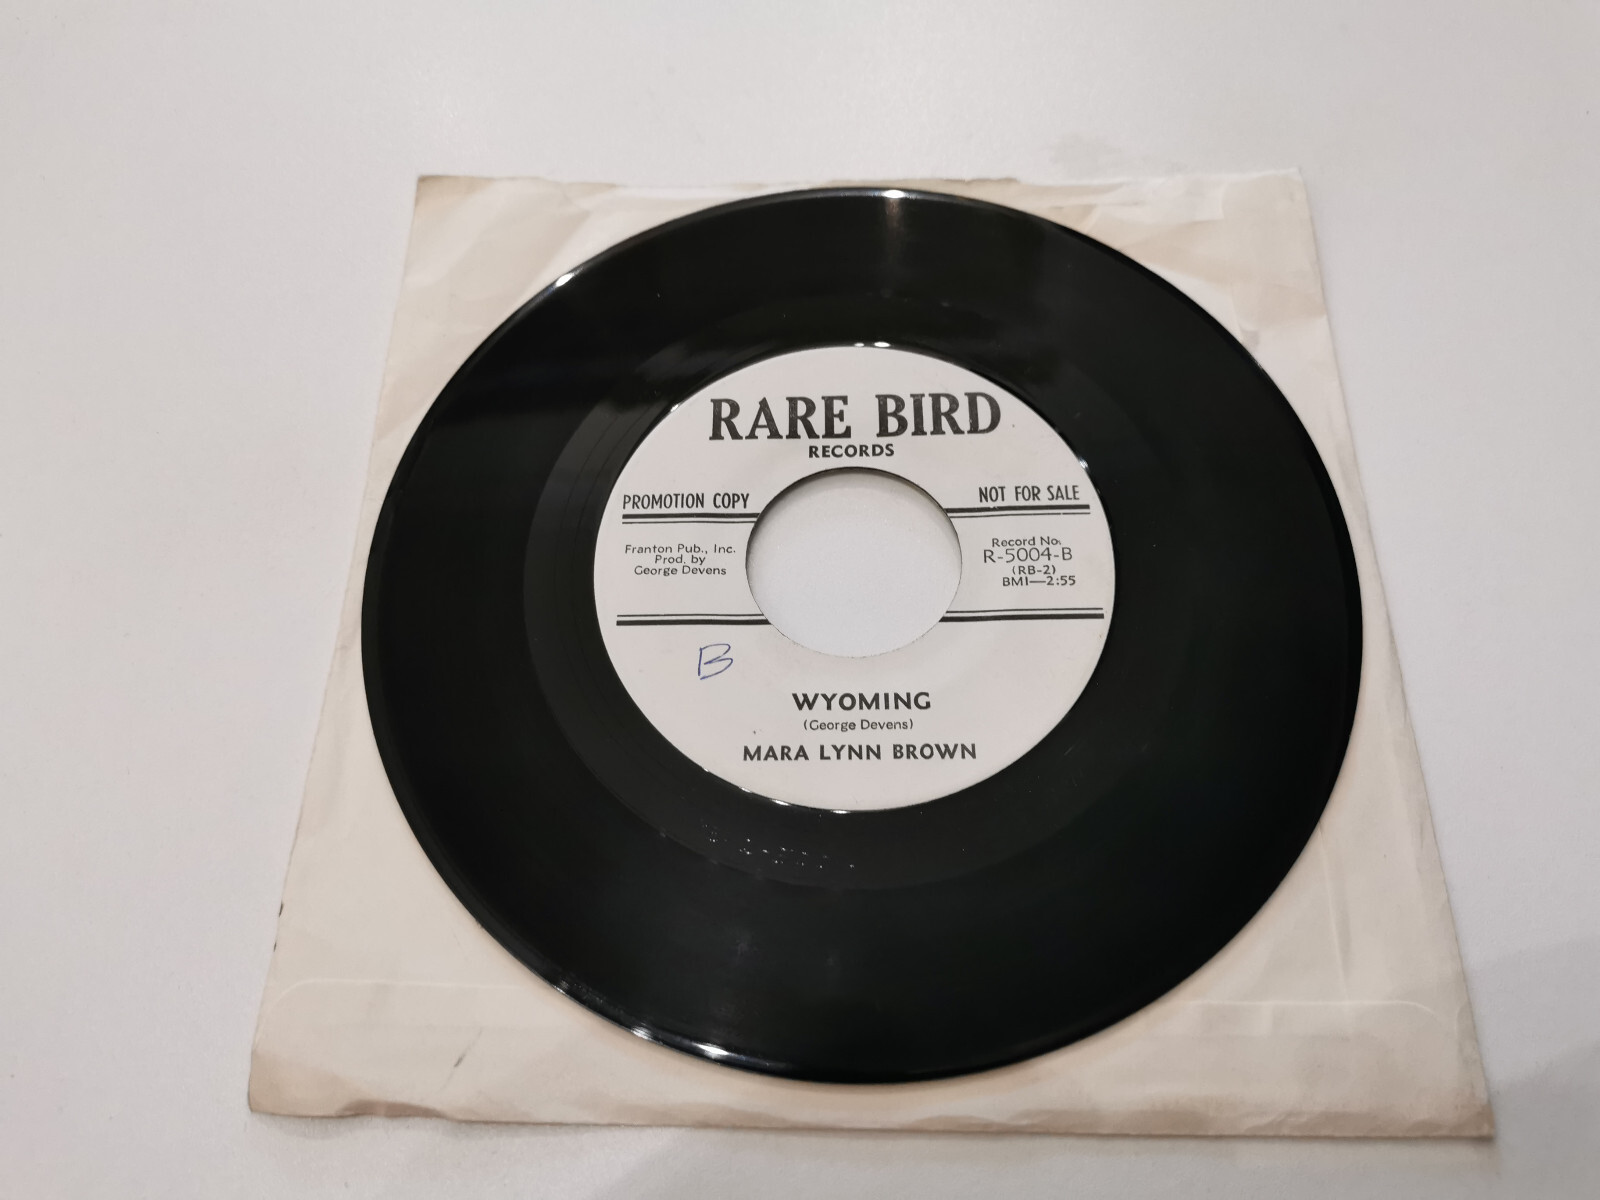 RARE BIRD
RECORDS
PROMOTION COPY
NOT FOR SALE
Franton Pub., Inc.
Prod. by
George Devens
Record No.
R-5004-B
(RB-2)
BMI—2:55
B
WYOMING
(George Devens)
MARA LYNN BROWN